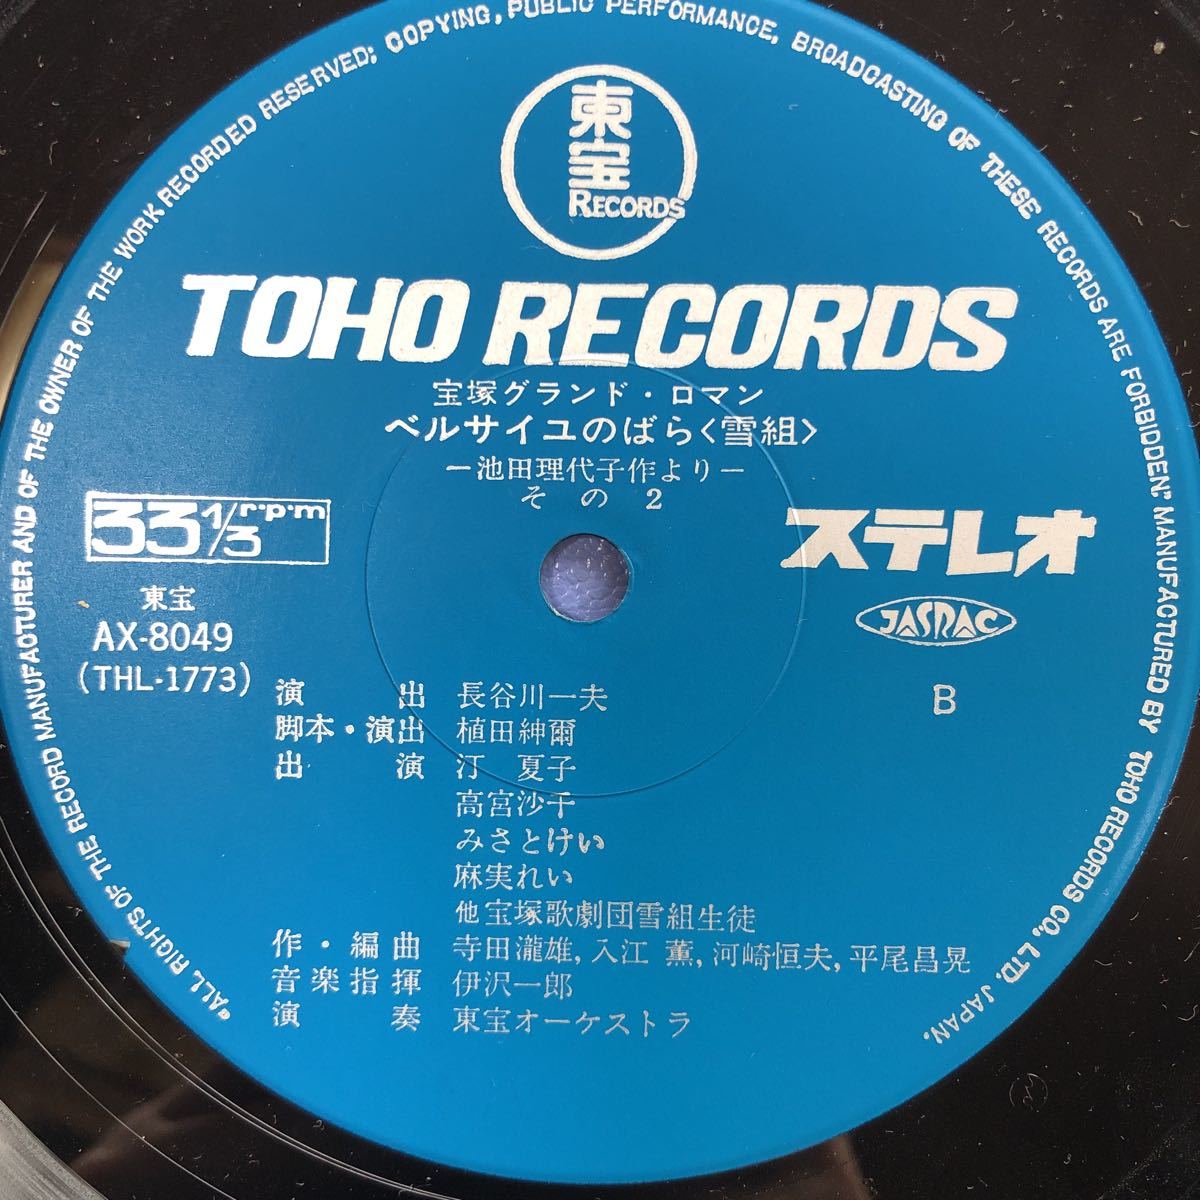 "ALL RIGHTS OF THE RECORD MANUFACTURER AND OF THE OWNER OF THE WORK RECORDED RESERVED; COPYING, PUBLIC PERFORMANCE, BROADCASTING OF THESE RECORDS ARE FORBIDDEN." MANUFACTURED BY TOHO RECORDS CO., LTD. JAPAN.
東宝
RECORDS
TOHO RECORDS
宝塚グランド・ロマン
ベルサイユのばら<雪組>
—池田理代子作より—
その2
33 1/3 r.p.m
ステレオ
東宝
AX-8049
(THL-1773)
JASRAC
B
演出 長谷川一夫
脚本・演出 植田紳爾
出演 汀 夏子
高宮沙千
みさとけい
麻実れい
他宝塚歌劇団雪組生徒
作・編曲 寺田瀧雄, 入江 薫, 河崎恒夫, 平尾昌晃
音楽指揮 伊沢一郎
演奏 東宝オーケストラ